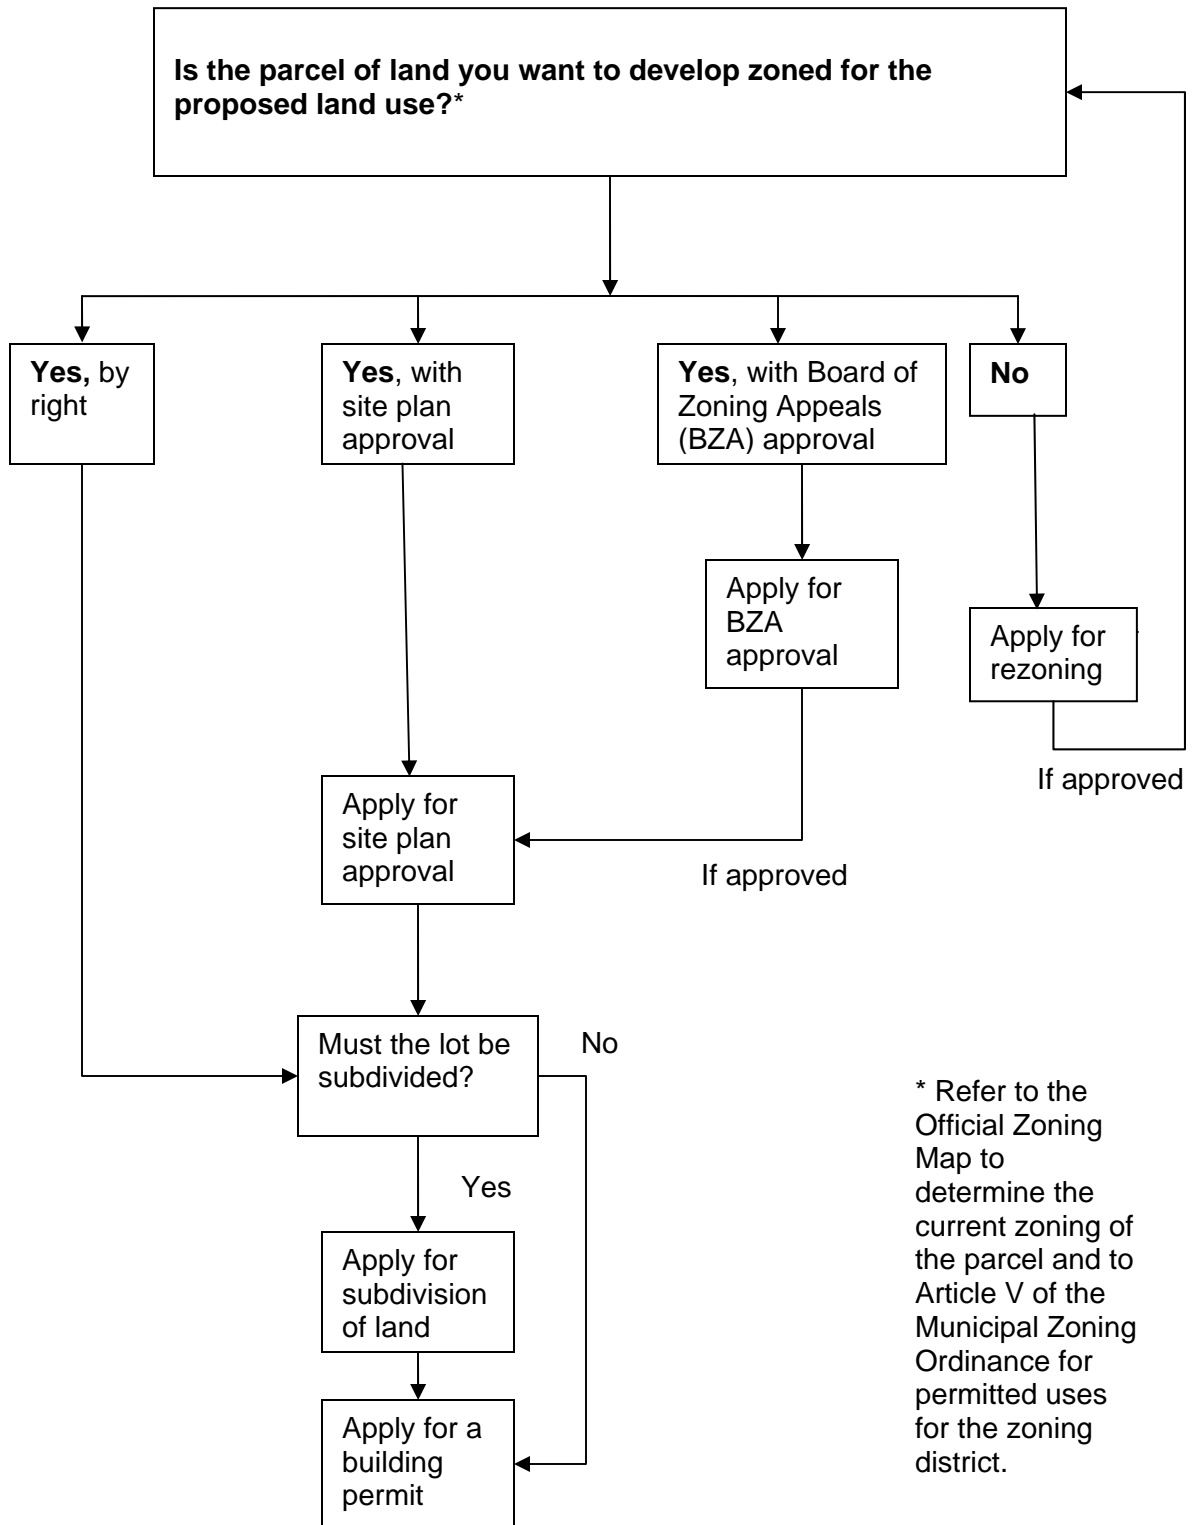 Is the parcel of land you want to develop zoned for the
proposed land use?*
Yes, by
right
Yes, with
site plan
approval
Yes, with Board of
Zoning Appeals
(BZA) approval
No
Apply for
BZA
approval
Apply for
rezoning
If approved
Apply for
site plan
approval
If approved
Must the lot be
subdivided?
No
Yes
Apply for
subdivision
of land
Apply for a
building
permit
* Refer to the
Official Zoning
Map to
determine the
current zoning of
the parcel and to
Article V of the
Municipal Zoning
Ordinance for
permitted uses
for the zoning
district.